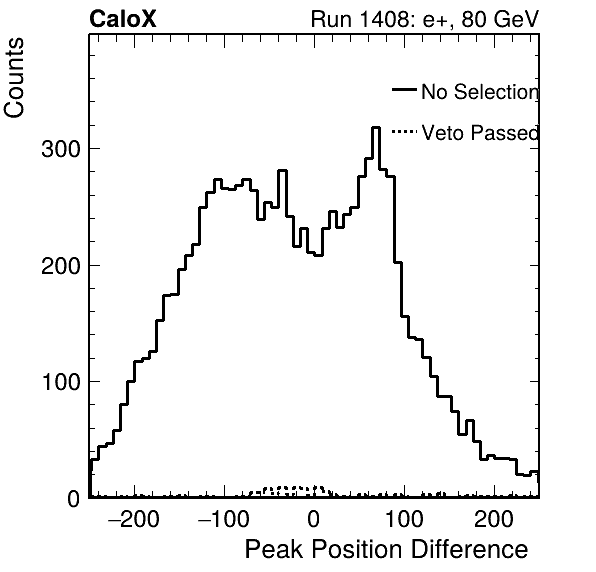 CaloX Run 1408: e+, 80 GeV
Counts
No Selection
Veto Passed
300
200
100
0
−200 −100 0 100 200
Peak Position Difference